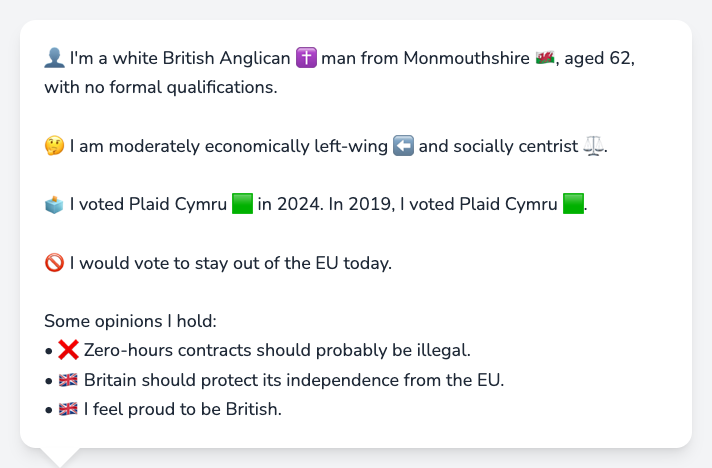 👤 I'm a white British Anglican ✝️ man from Monmouthshire 🏴󠁧󠁢󠁷󠁬󠁳󠁿, aged 62,
with no formal qualifications.
🤔 I am moderately economically left-wing ⬅️ and socially centrist ⚖️.
🗳️ I voted Plaid Cymru 🟩 in 2024. In 2019, I voted Plaid Cymru 🟩.
🚫 I would vote to stay out of the EU today.
Some opinions I hold:
• ❌ Zero-hours contracts should probably be illegal.
• 🇬🇧 Britain should protect its independence from the EU.
• 🇬🇧 I feel proud to be British.